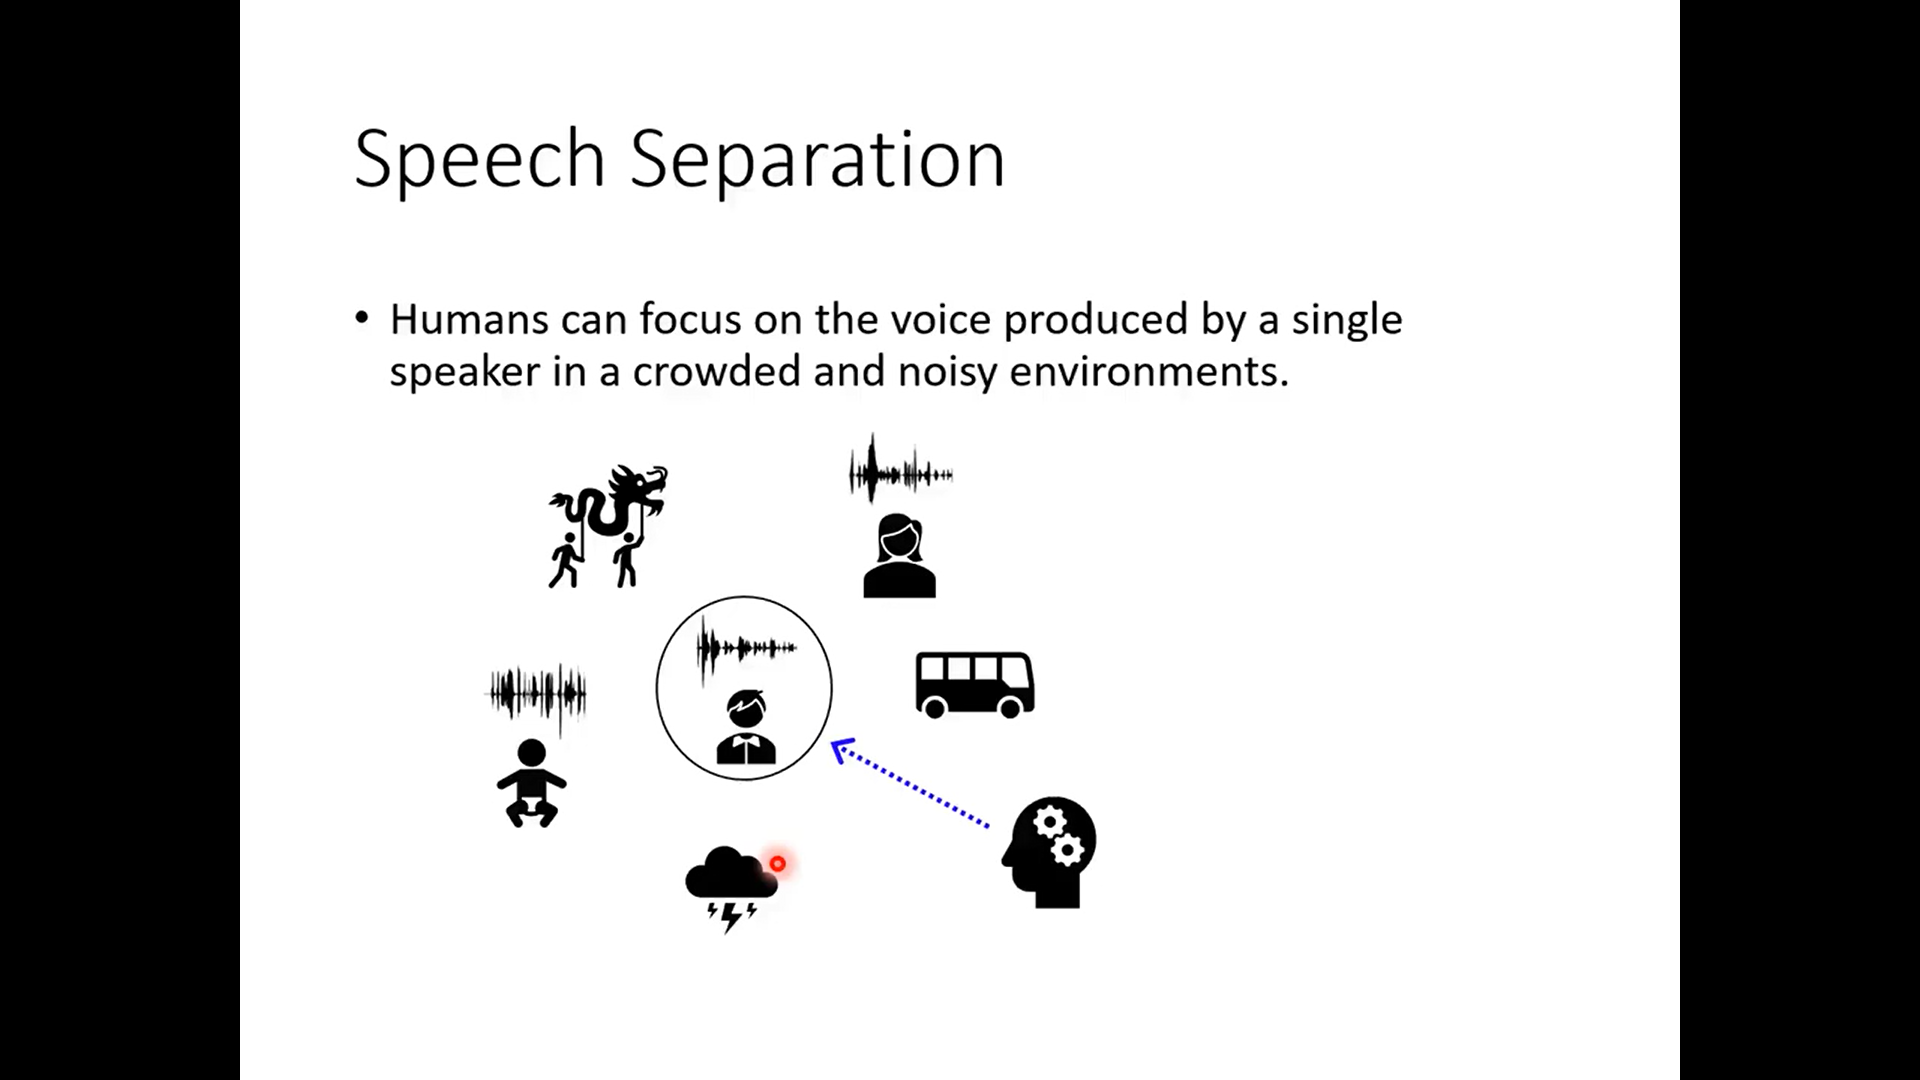 Speech Separation
• Humans can focus on the voice produced by a single
speaker in a crowded and noisy environments.